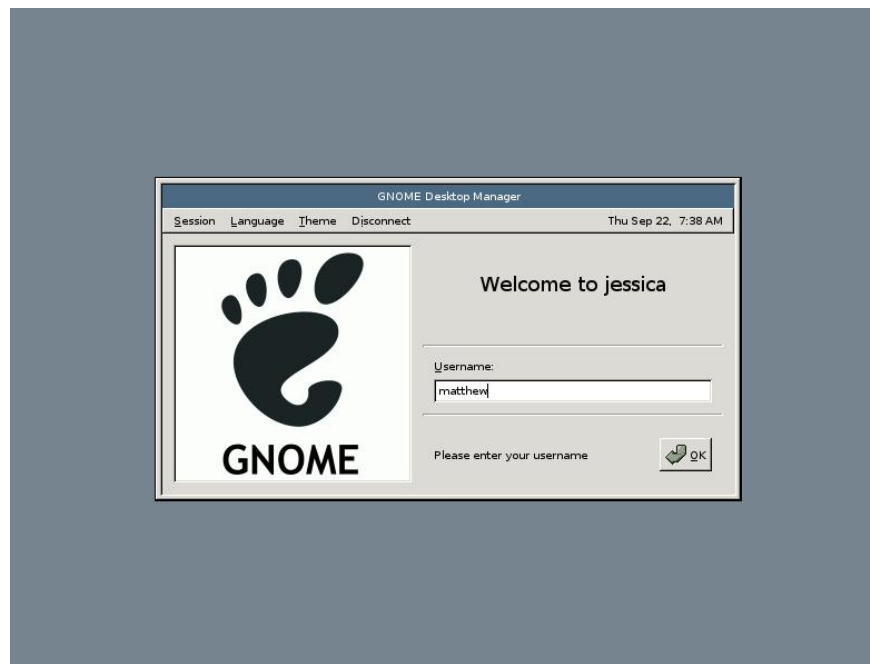 GNOME Desktop Manager
Session Language Theme Disconnect Thu Sep 22, 7:38 AM
Welcome to jessica
Username:
matthew
GNOME
Please enter your username OK